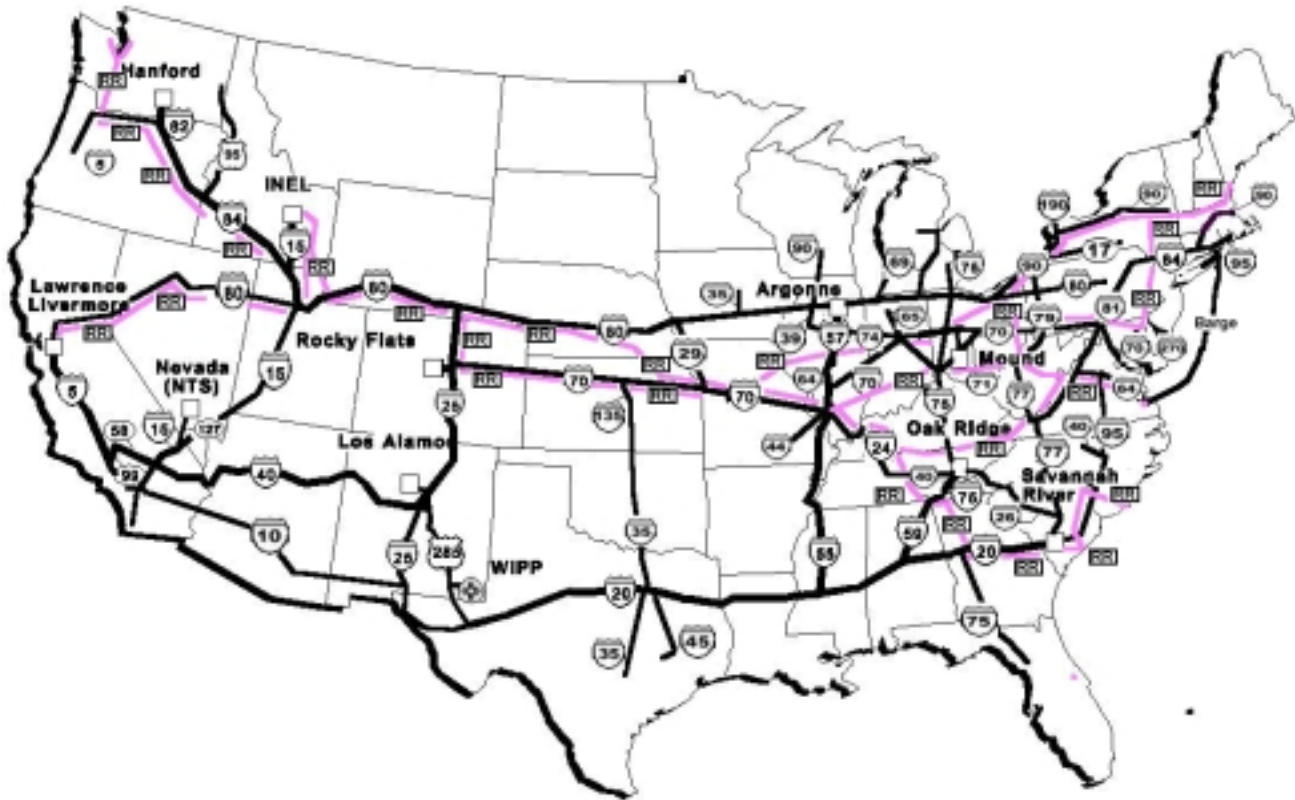 Hanford
RR
82
RR
5
95
RR
INEL
84
RR
15
RR
Lawrence
Livermore
80
RR
RR
80
RR
Rocky Flats
Nevada
(NTS)
15
5
58
15
127
99
Los Alamo
25
40
10
25
285
WIPP
RR
80
RR
70
RR
RR
29
70
135
35
20
35
45
35
90
Argonne
69
75
39
74
57
65
RR
64
70
RR
44
24
55
Mound
70
79
71
77
75
Oak Ridge
RR
40
RR
RR
59
26
Savannah
River
20
RR
RR
RR
75
190
90
RR
90
RR
17
84
95
90
80
RR
81
RR
70
Barge
64
RR
77
40
95